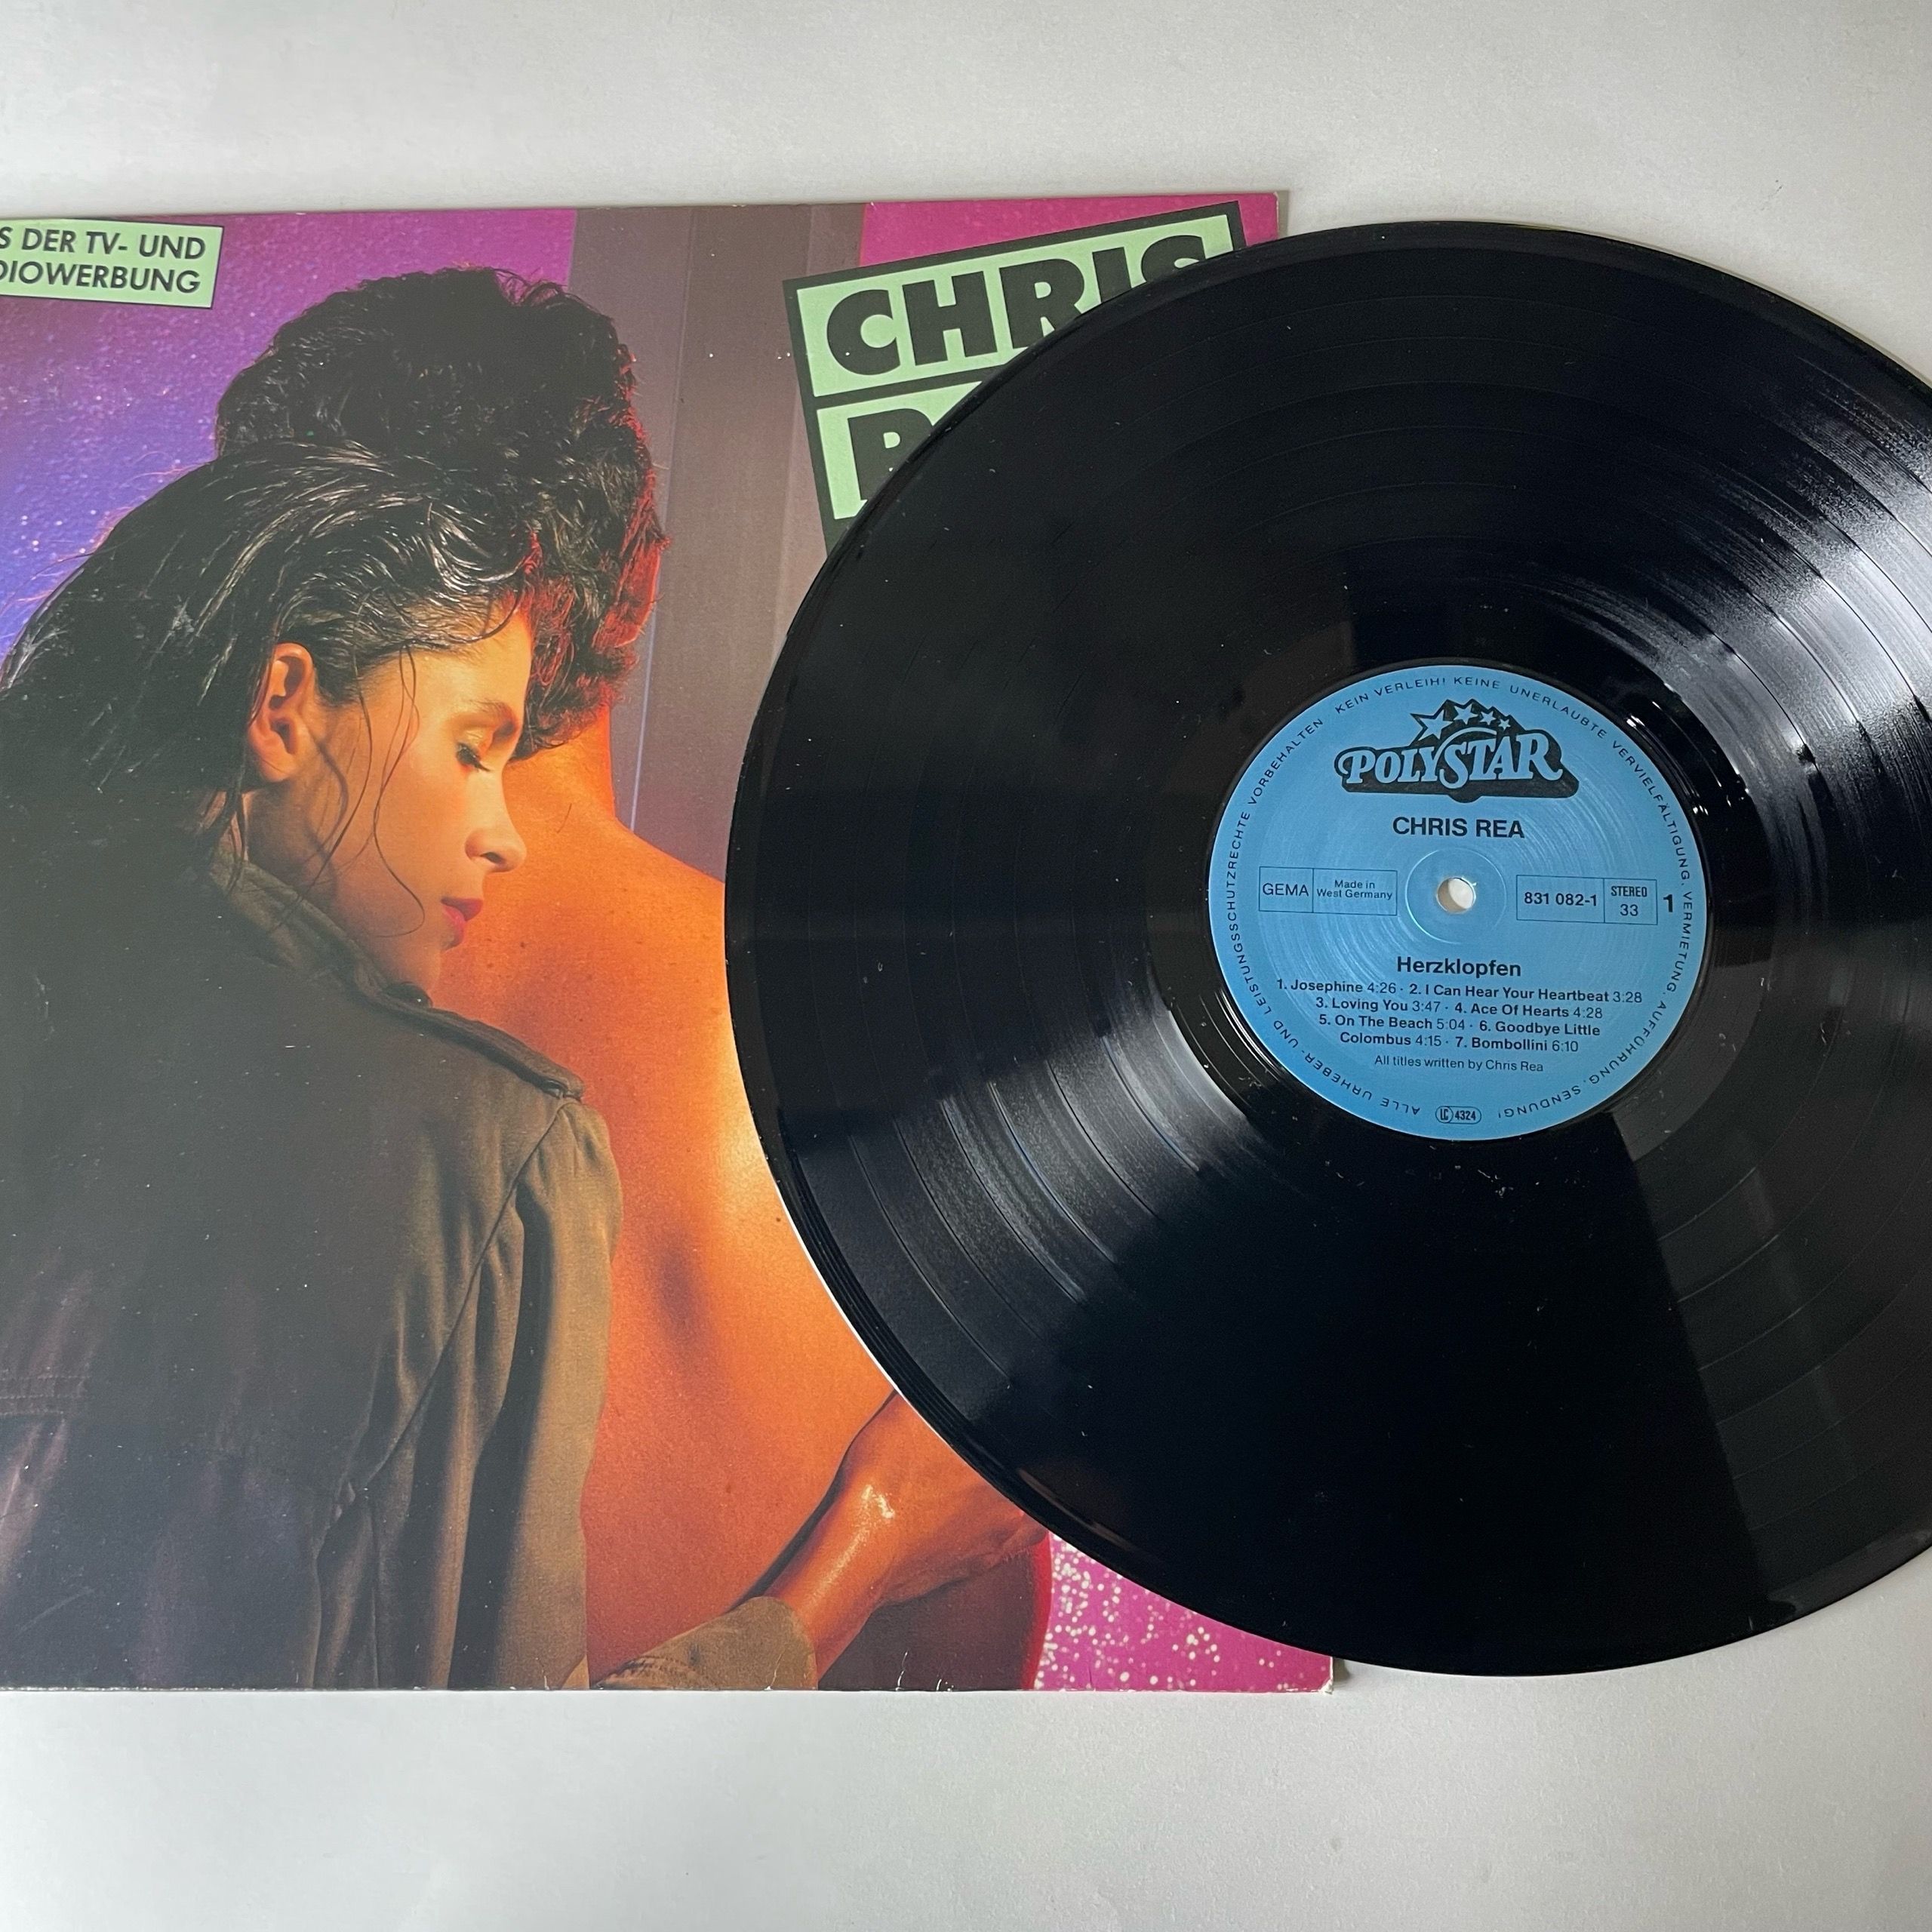 S DER TV- UND
DIOWERBUNG
CHRIS
KEIN VERLEIH! KEINE UNERLAUBTE VERVIELFÄLTIGUNG, VERMIETUNG, AUFFÜHRUNG, SENDUNG!
ALLE URHEBER- UND LEISTUNGSSCHUTZRECHTE VORBEHALTEN
POLYSTAR
CHRIS REA
GEMA
Made in
West Germany
831 082-1
STEREO
33
1
Herzklopfen
1. Josephine 4:26 · 2. I Can Hear Your Heartbeat 3:28
3. Loving You 3:47 · 4. Ace Of Hearts 4:28
5. On The Beach 5:04 · 6. Goodbye Little
Colombus 4:15 · 7. Bombollini 6:10
All titles written by Chris Rea
LC 4324